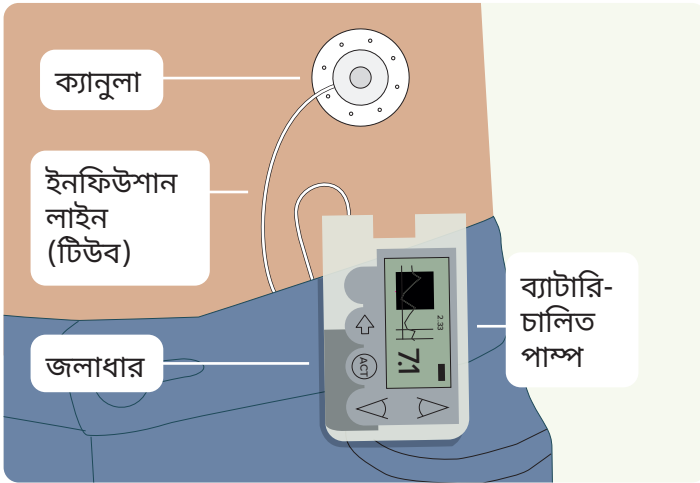 ক্যানুলা
ইনফিউশান
লাইন
(টিউব)
জলাধার
ব্যাটারি-
চালিত
পাম্প
2.33
7.1
ACT